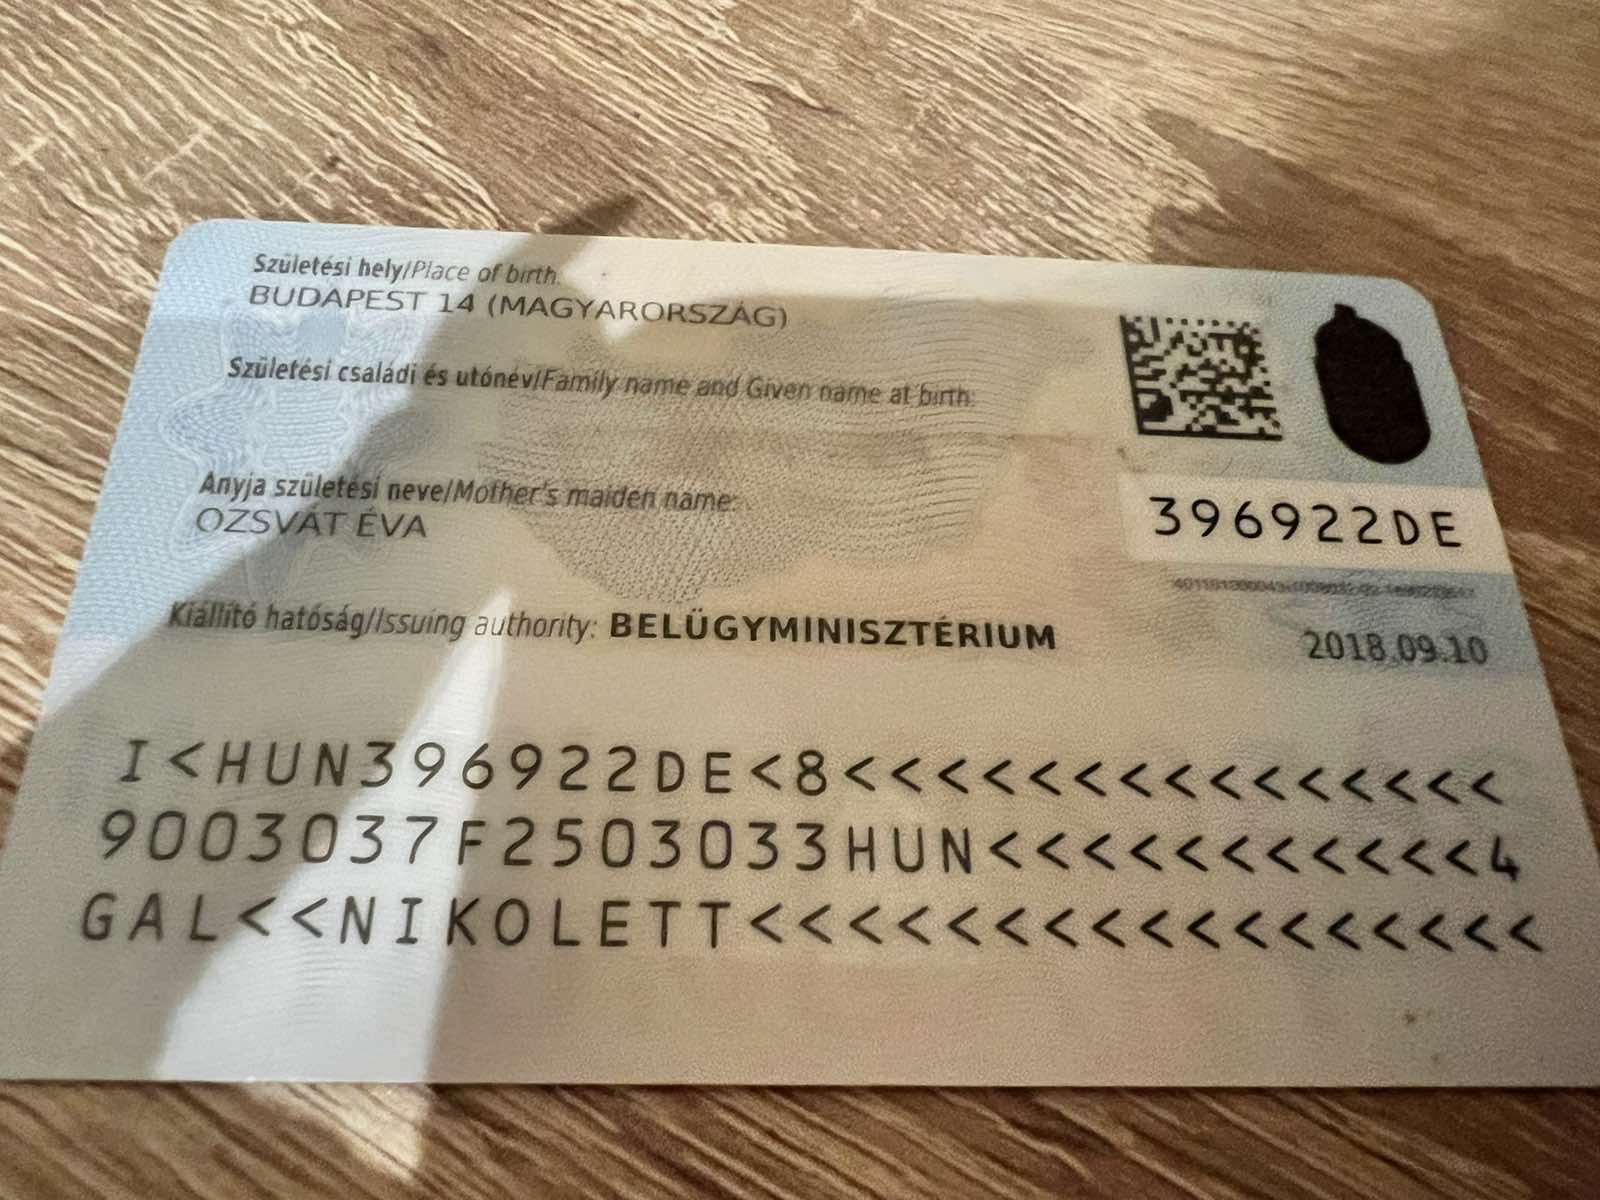 Születési hely/Place of birth:
BUDAPEST 14 (MAGYARORSZÁG)
Születési családi és utónév/Family name and Given name at birth:
Anyja születési neve/Mother's maiden name:
OZSVÁT ÉVA
396922DE
Kiállító hatóság/Issuing authority: BELÜGYMINISZTÉRIUM
2018.09.10
I<HUN396922DE<8<<<<<<<<<<<<<<<
9003037F2503033HUN<<<<<<<<<<<4
GAL<<NIKOLETT<<<<<<<<<<<<<<<<<